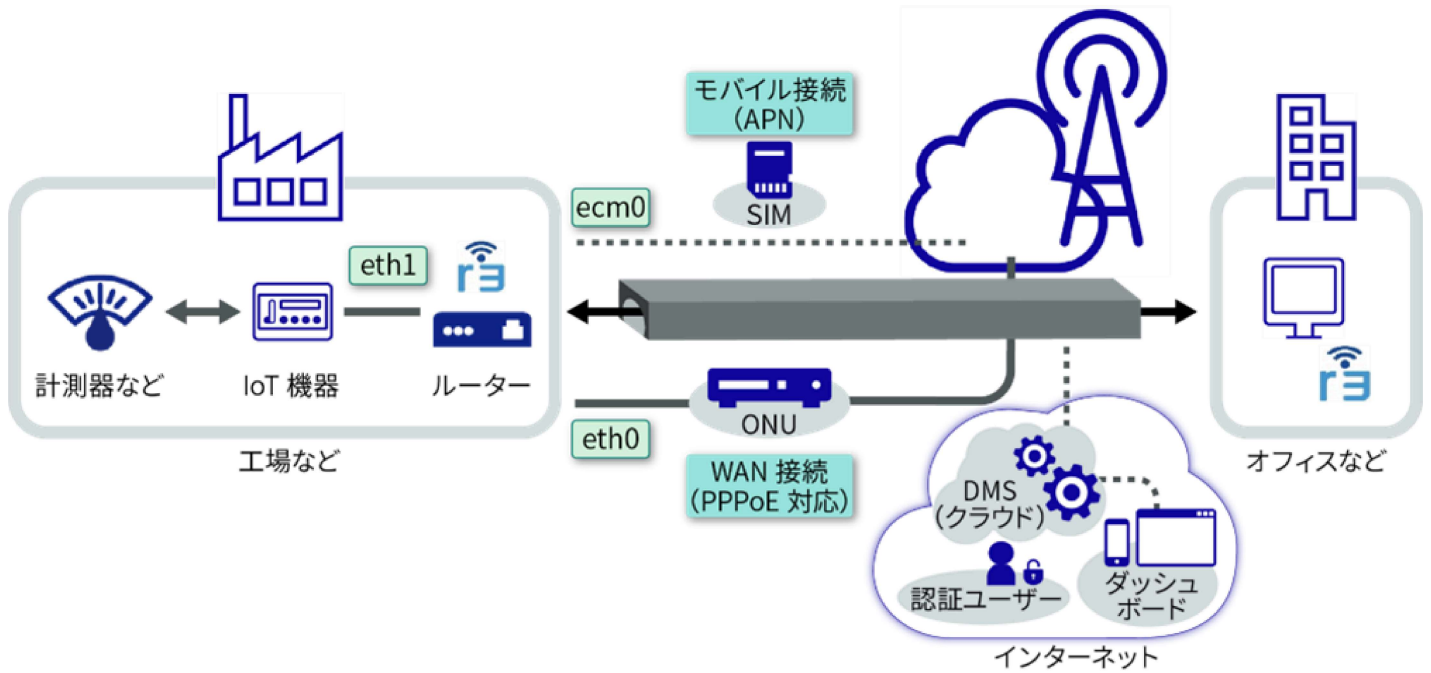 モバイル接続
（APN）
SIM
ecm0
eth1
r3
計測器など
IoT 機器
ルーター
工場など
eth0
ONU
WAN 接続
（PPPoE 対応）
r3
オフィスなど
DMS
（クラウド）
認証ユーザー
ダッシュ
ボード
インターネット